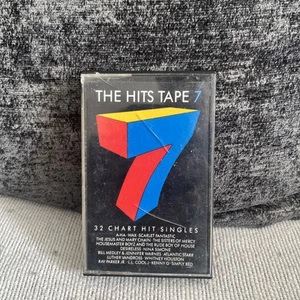 THE HITS TAPE 7
7
32 CHART HIT SINGLES
A-HA · WAX · SCARLET FANTASTIC
THE JESUS AND MARY CHAIN · THE SISTERS OF MERCY
HOUSEMASTER BOYZ AND THE RUDE BOY OF HOUSE
DESIRELESS · NINA SIMONE
BILL MEDLEY & JENNIFER WARNES · ATLANTIC STARR
LUTHER VANDROSS · WHITNEY HOUSTON
RAY PARKER JR. · L.L. COOL J · KENNY G · SIMPLY RED